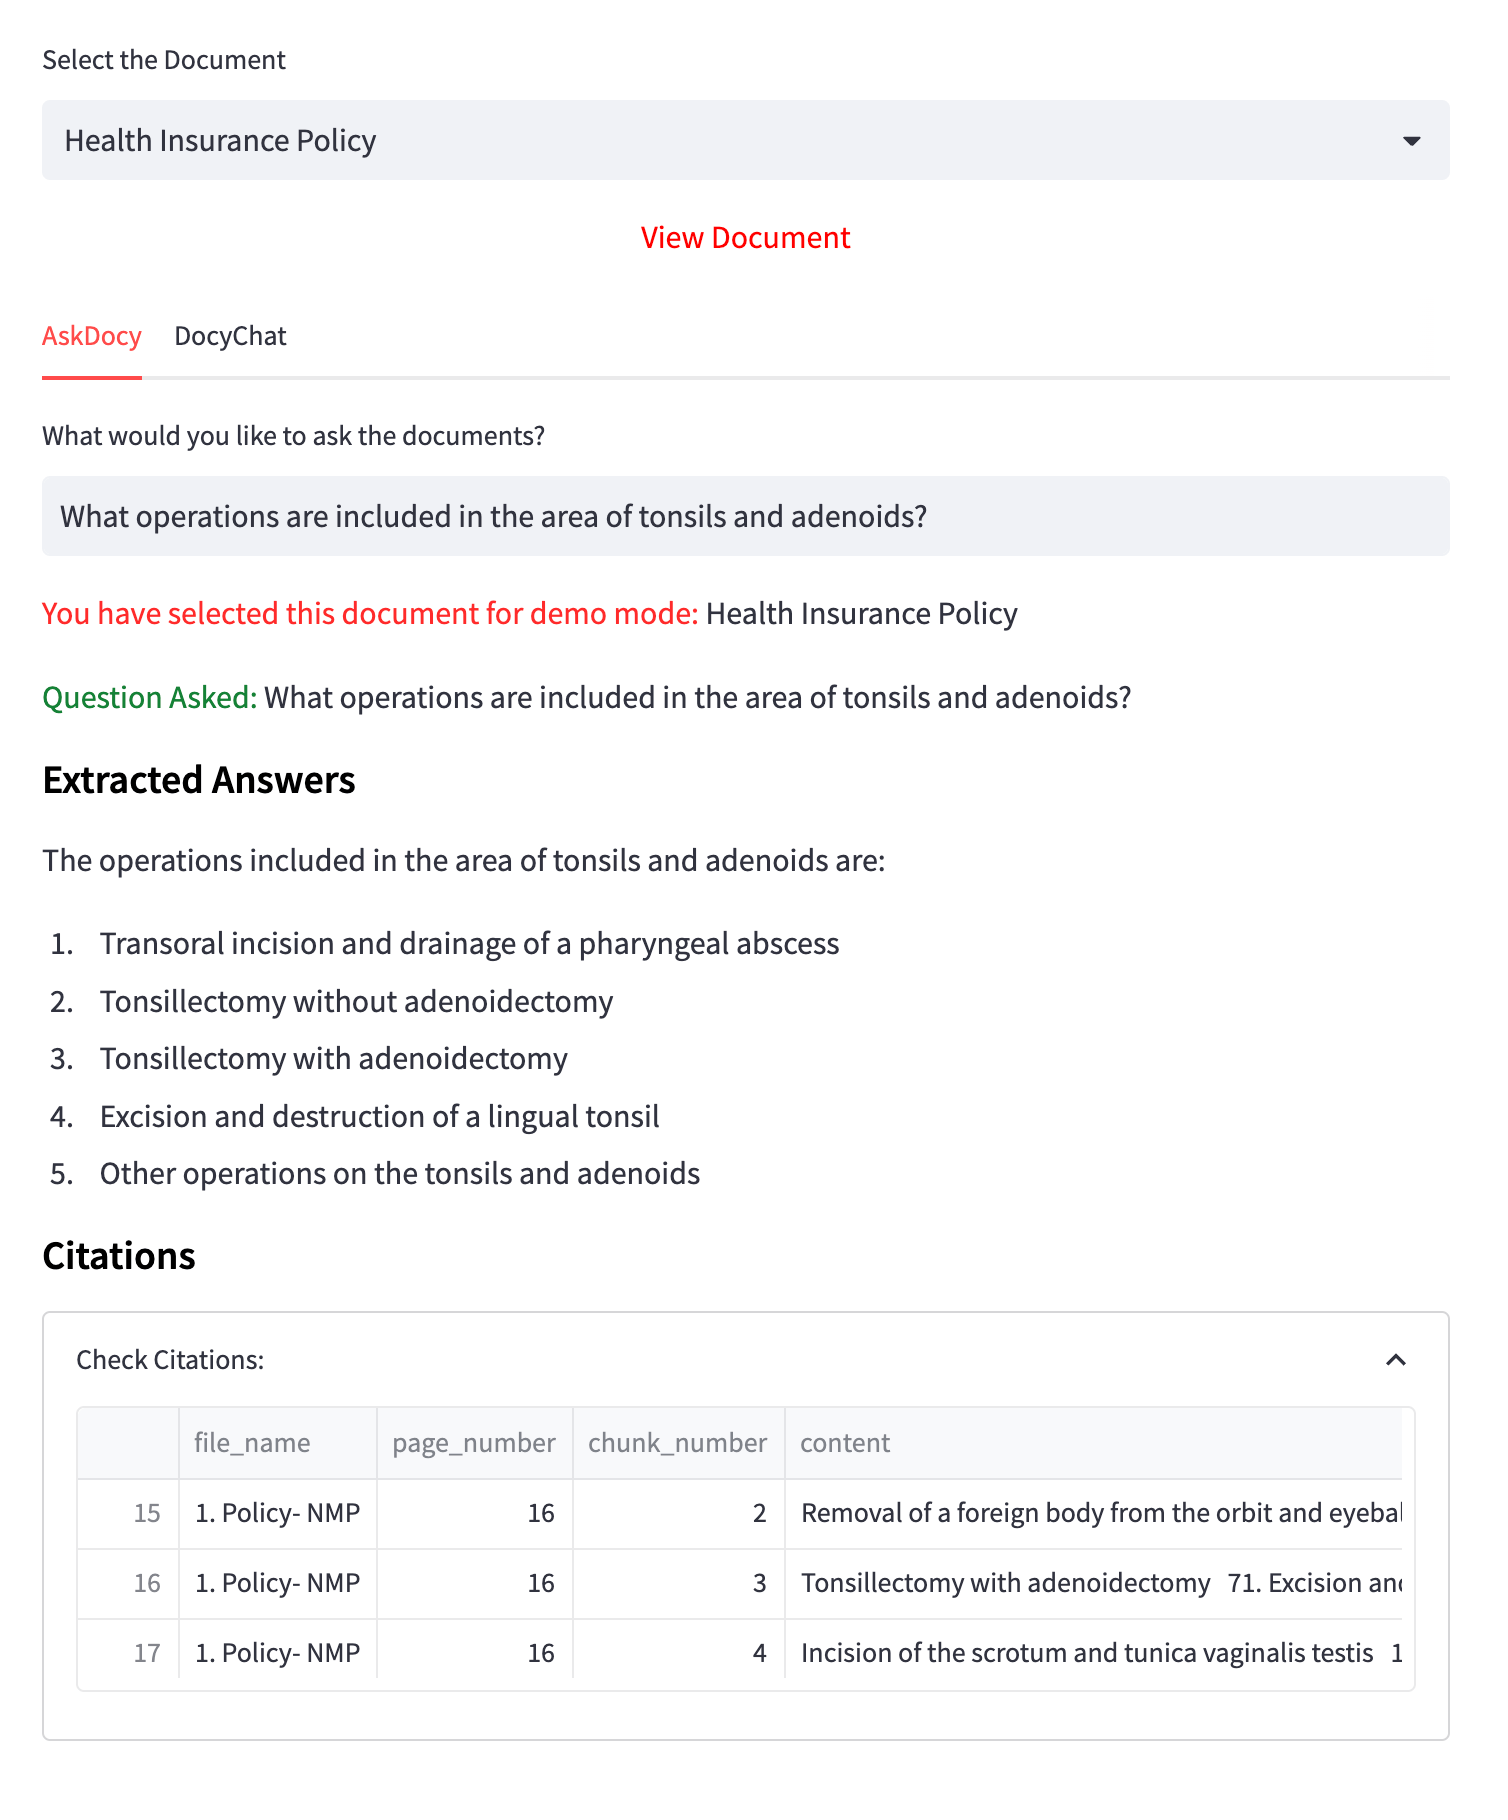 Select the Document
Health Insurance Policy
View Document
AskDocy DocyChat
What would you like to ask the documents?
What operations are included in the area of tonsils and adenoids?
You have selected this document for demo mode: Health Insurance Policy
Question Asked: What operations are included in the area of tonsils and adenoids?
Extracted Answers
The operations included in the area of tonsils and adenoids are:
1. Transoral incision and drainage of a pharyngeal abscess
2. Tonsillectomy without adenoidectomy
3. Tonsillectomy with adenoidectomy
4. Excision and destruction of a lingual tonsil
5. Other operations on the tonsils and adenoids
Citations
Check Citations:
file_name page_number chunk_number content
15 1. Policy- NMP 16 2 Removal of a foreign body from the orbit and
16 1. Policy- NMP 16 3 Tonsillectomy with adenoidectomy 71. Excision
17 1. Policy- NMP 16 4 Incision of the scrotum and tunica vaginalis testis 1